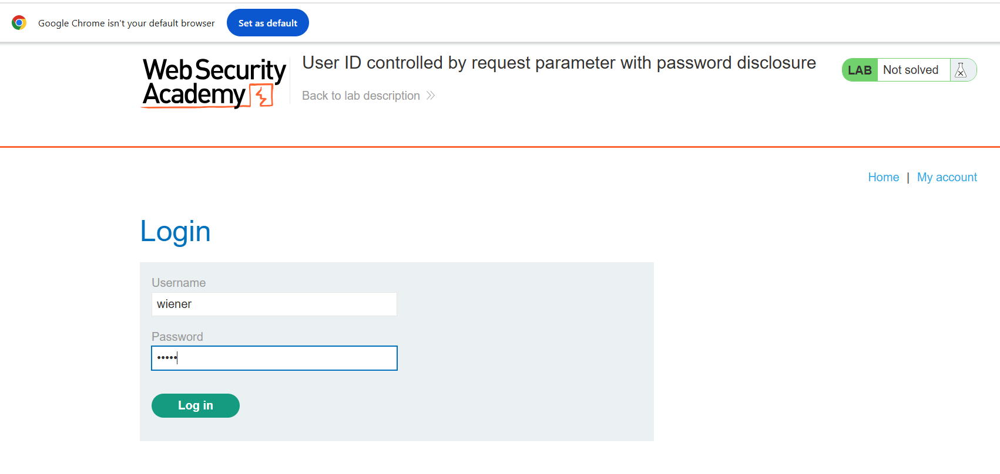 Google Chrome isn't your default browser Set as default
Web Security
Academy
User ID controlled by request parameter with password disclosure
Back to lab description
LAB Not solved
Home | My account
Login
Username
wiener
Password
•••••
Log in